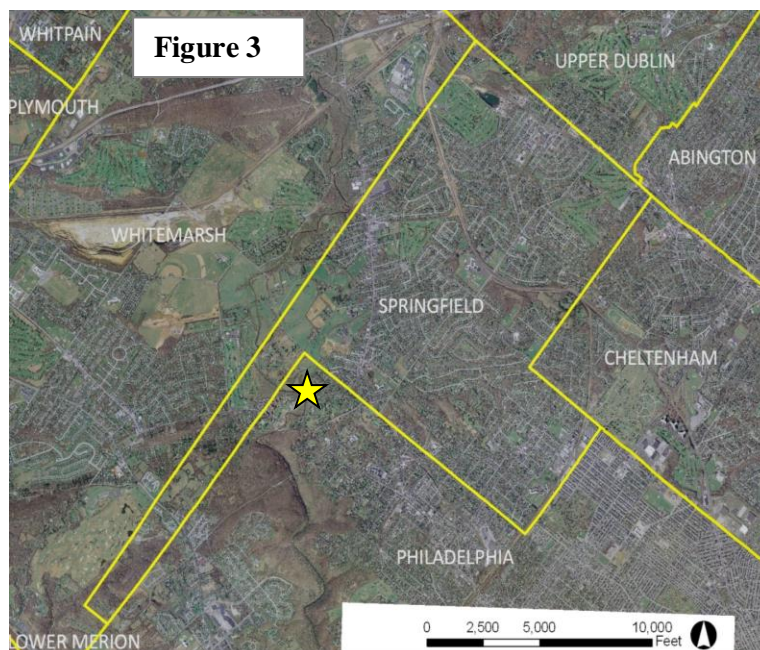 WHITPAIN
Figure 3
UPPER DUBLIN
PLYMOUTH
ABINGTON
WHITEMARSH
SPRINGFIELD
CHELTENHAM
PHILADELPHIA
LOWER MERION
0 2,500 5,000 10,000
Feet